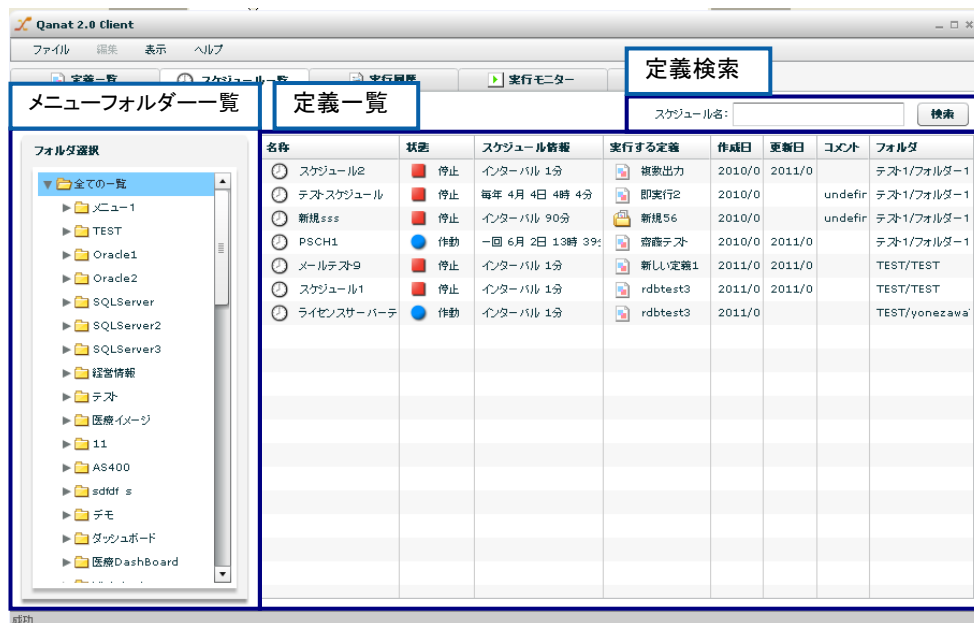 Qanat 2.0 Client
ファイル 編集 表示 ヘルプ
定義一覧 スケジュール一覧 実行履歴 実行モニター
メニューフォルダー一覧
定義一覧
定義検索
スケジュール名: 検索
フォルダ選択
全ての一覧
メニュー1
TEST
Oracle1
Oracle2
SQLServer
SQLServer2
SQLServer3
経営情報
テスト
医療イメージ
11
AS400
sdfdf s
デモ
ダッシュボード
医療DashBoard
名称 状態 スケジュール情報 実行する定義 作成日 更新日 コメント フォルダ
スケジュール2 停止 インターバル 1分 複数出力 2010/0 2011/0 テスト1/フォルダー1
テストスケジュール 停止 毎年 4月 4日 4時 4分 即実行2 2010/0 undefir テスト1/フォルダー1
新規sss 停止 インターバル 90分 新規56 2010/0 undefir テスト1/フォルダー1
PSCH1 作動 一回 6月 2日 13時 39 齋藤テスト 2010/0 2011/0 テスト1/フォルダー1
メールテスト9 停止 インターバル 1分 新しい定義1 2011/0 2011/0 TEST/TEST
スケジュール1 停止 インターバル 1分 rdbtest3 2011/0 2011/0 TEST/TEST
ライセンスサーバーテ 作動 インターバル 1分 rdbtest3 2011/0 TEST/yonezawa
成功